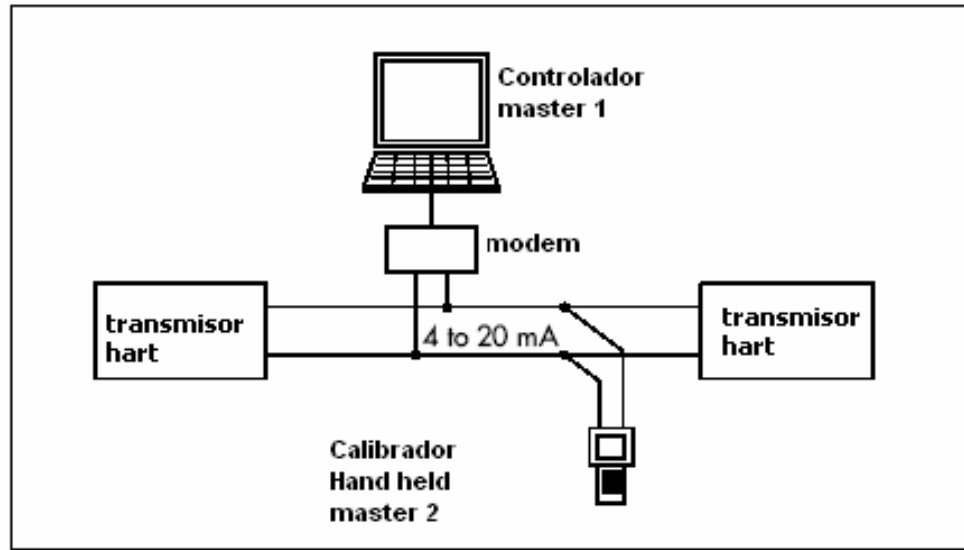 Controlador
master 1
modem
transmisor
hart
4 to 20 mA
transmisor
hart
Calibrador
Hand held
master 2